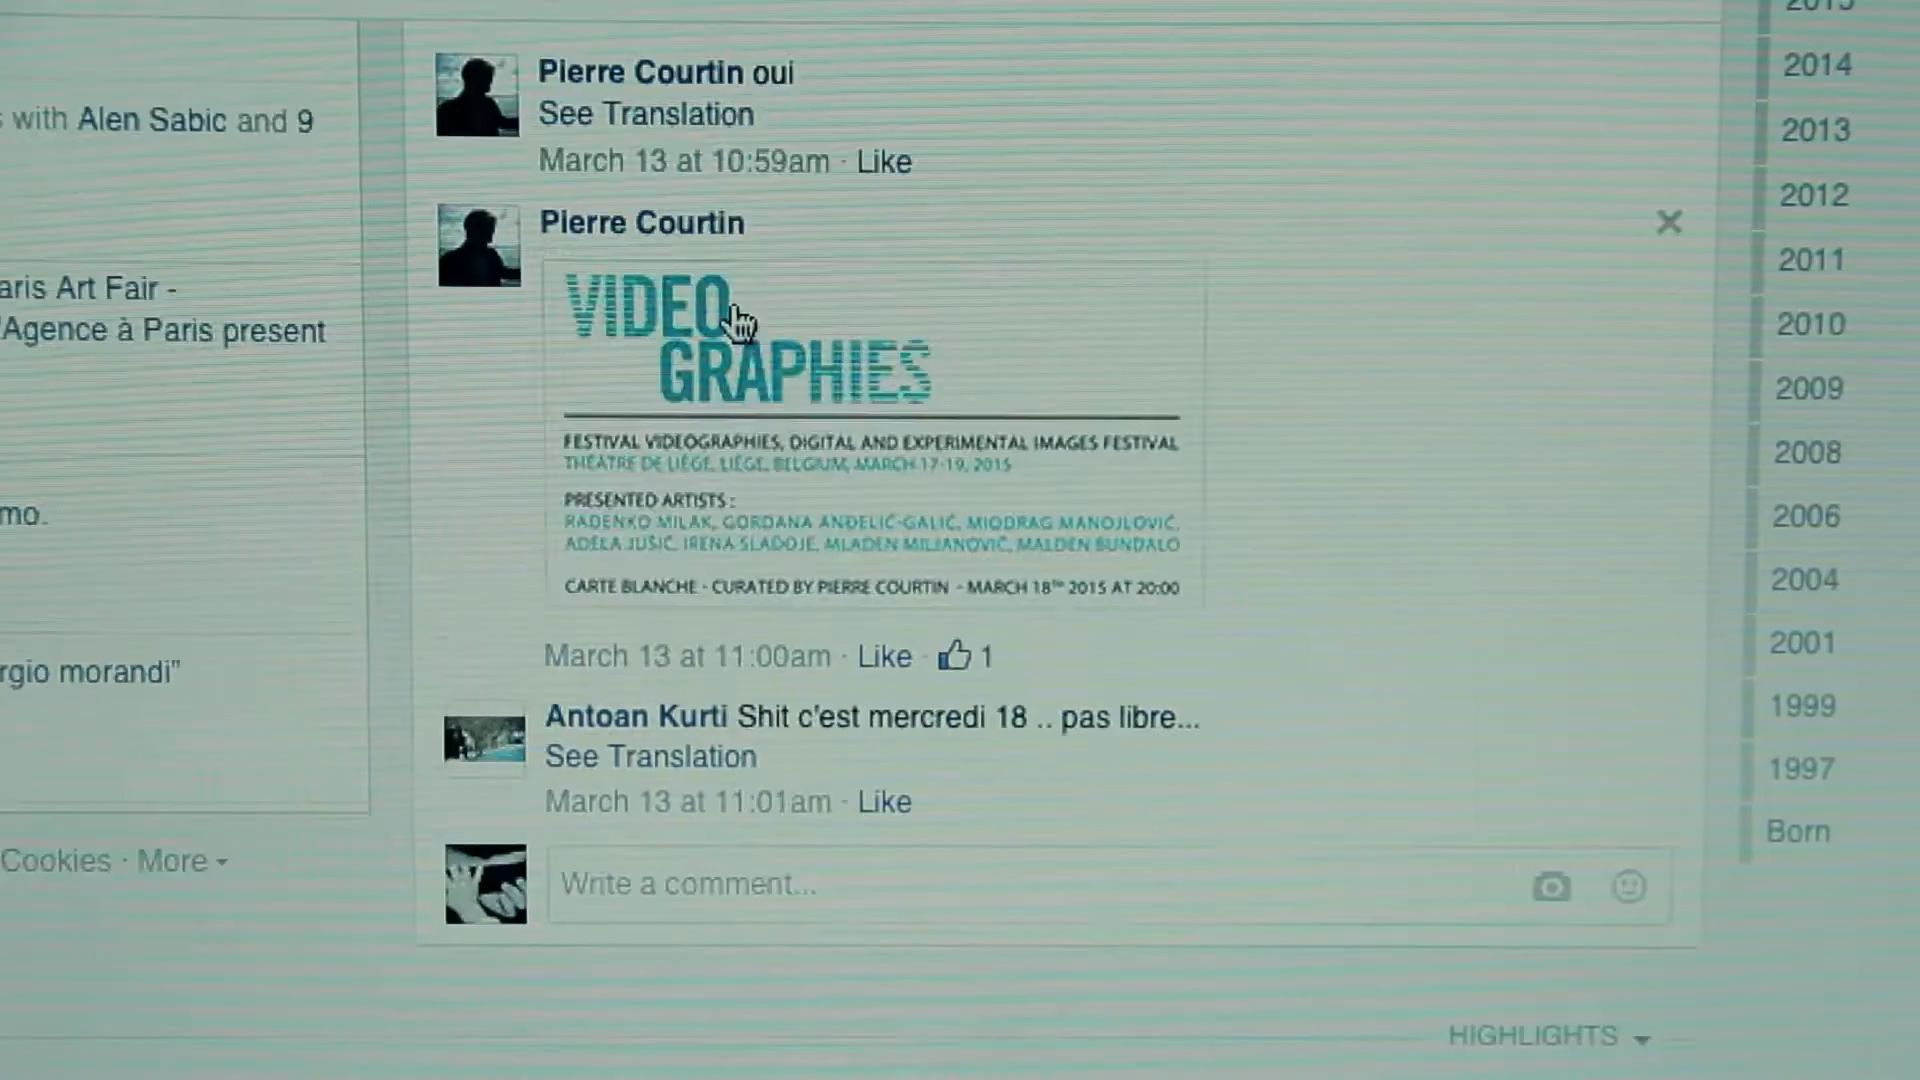 s with Alen Sabic and 9
aris Art Fair -
'Agence à Paris present
mo.
rgio morandi"
Cookies · More
Pierre Courtin oui
See Translation
March 13 at 10:59am · Like
Pierre Courtin
VIDEO
GRAPHIES
FESTIVAL VIDEOGRAPHIES, DIGITAL AND EXPERIMENTAL IMAGES FESTIVAL
THÉATRE DE LIÉGE, LIÉGE, BELGIUM, MARCH 17-19, 2015
PRESENTED ARTISTS :
RADENKO MILAK, GORDANA ANĐELIĆ-GALIĆ, MIODRAG MANOJLOVIĆ,
ADELA JUŠIĆ, IRENA SLADOJE, MLADEN MILJANOVIĆ, MALDEN BUNDALO
CARTE BLANCHE - CURATED BY PIERRE COURTIN - MARCH 18TH 2015 AT 20:00
March 13 at 11:00am · Like · 1
Antoan Kurti Shit c'est mercredi 18 .. pas libre...
See Translation
March 13 at 11:01am · Like
Write a comment...
HIGHLIGHTS
2015
2014
2013
2012
2011
2010
2009
2008
2006
2004
2001
1999
1997
Born